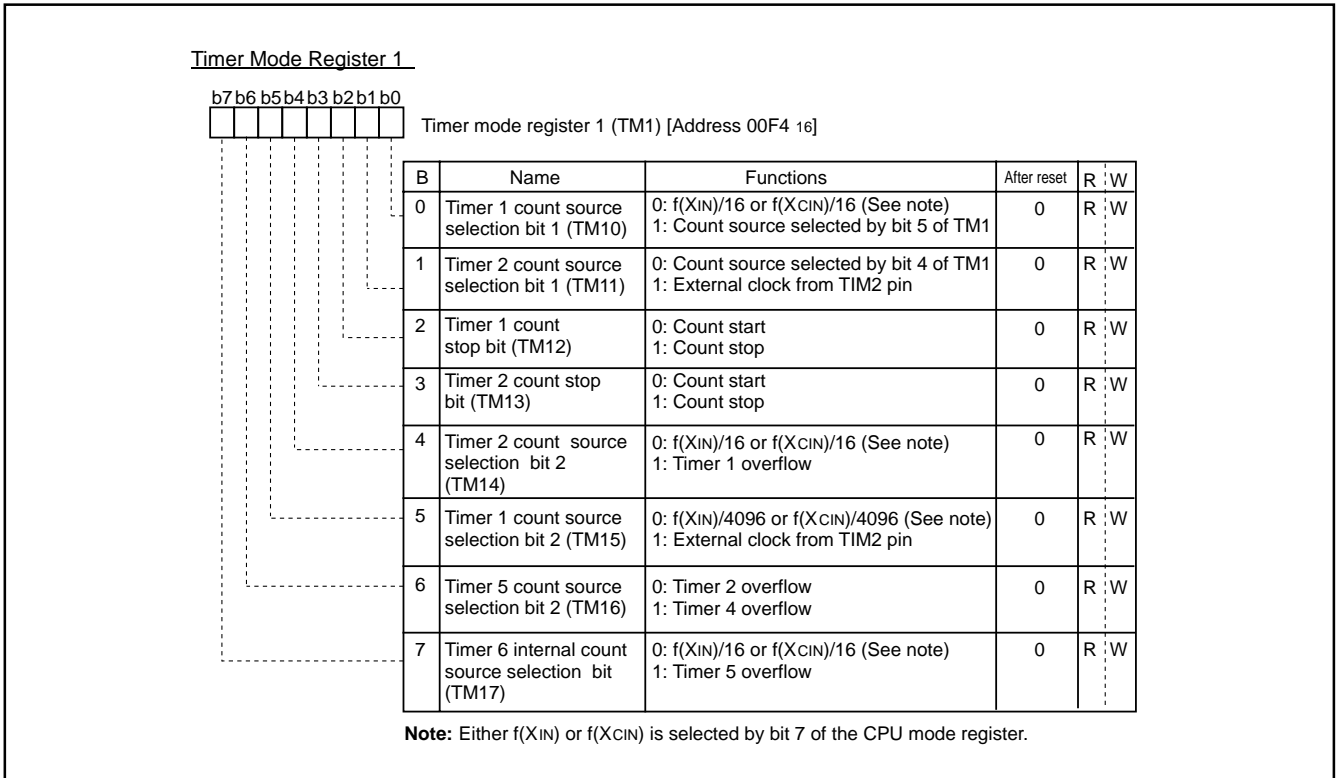 Timer Mode Register 1
b7 b6 b5 b4 b3 b2 b1 b0
Timer mode register 1 (TM1) [Address 00F4 16]
B Name Functions After reset R W
0 Timer 1 count source 0: f(XIN)/16 or f(XCIN)/16 (See note) 0 R W
selection bit 1 (TM10) 1: Count source selected by bit 5 of TM1
1 Timer 2 count source 0: Count source selected by bit 4 of TM1 0 R W
selection bit 1 (TM11) 1: External clock from TIM2 pin
2 Timer 1 count 0: Count start 0 R W
stop bit (TM12) 1: Count stop
3 Timer 2 count stop 0: Count start 0 R W
bit (TM13) 1: Count stop
4 Timer 2 count source 0: f(XIN)/16 or f(XCIN)/16 (See note) 0 R W
selection bit 2 1: Timer 1 overflow
(TM14)
5 Timer 1 count source 0: f(XIN)/4096 or f(XCIN)/4096 (See note) 0 R W
selection bit 2 (TM15) 1: External clock from TIM2 pin
6 Timer 5 count source 0: Timer 2 overflow 0 R W
selection bit 2 (TM16) 1: Timer 4 overflow
7 Timer 6 internal count 0: f(XIN)/16 or f(XCIN)/16 (See note) 0 R W
source selection bit 1: Timer 5 overflow
(TM17)
Note: Either f(XIN) or f(XCIN) is selected by bit 7 of the CPU mode register.